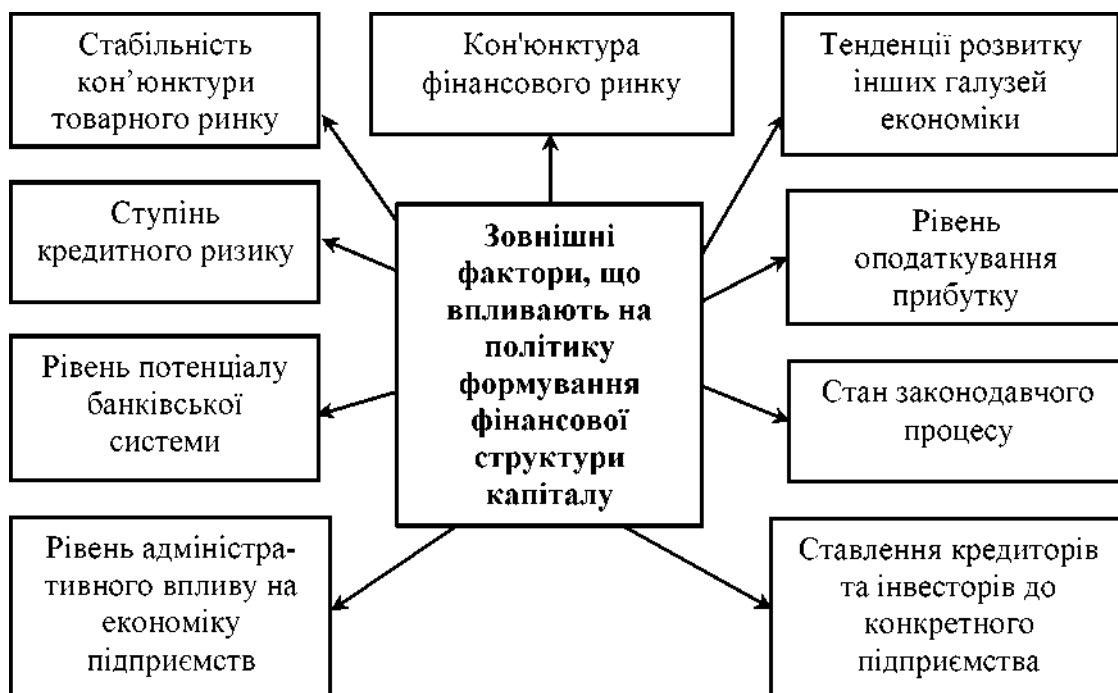 Стабільність
кон’юнктури
товарного ринку
Кон'юнктура
фінансового ринку
Тенденції розвитку
інших галузей
економіки
Ступінь
кредитного ризику
Зовнішні
фактори, що
впливають на
політику
формування
фінансової
структури
капіталу
Рівень
оподаткування
прибутку
Рівень потенціалу
банківської
системи
Стан законодавчого
процесу
Рівень адміністра-
тивного впливу на
економіку
підприємств
Ставлення кредиторів
та інвесторів до
конкретного
підприємства